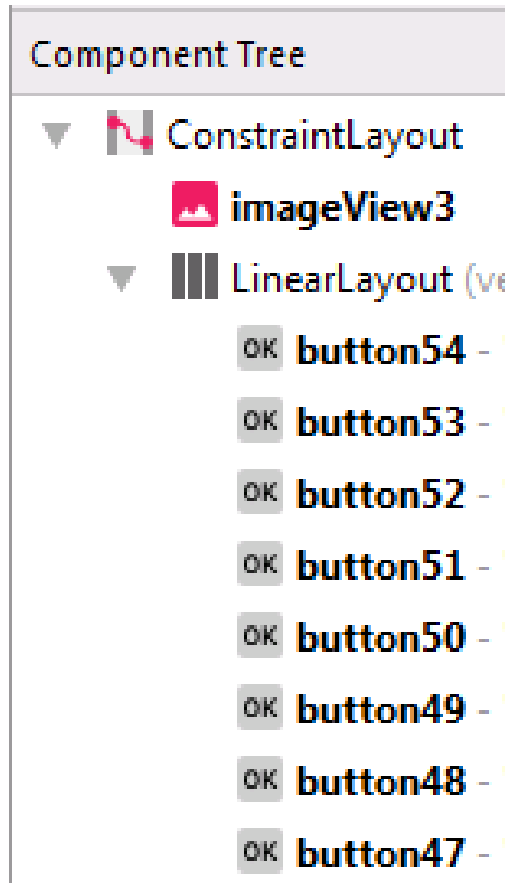 Component Tree
ConstraintLayout
imageView3
LinearLayout (ve
OK button54 -
OK button53 -
OK button52 -
OK button51 -
OK button50 -
OK button49 -
OK button48 -
OK button47 -